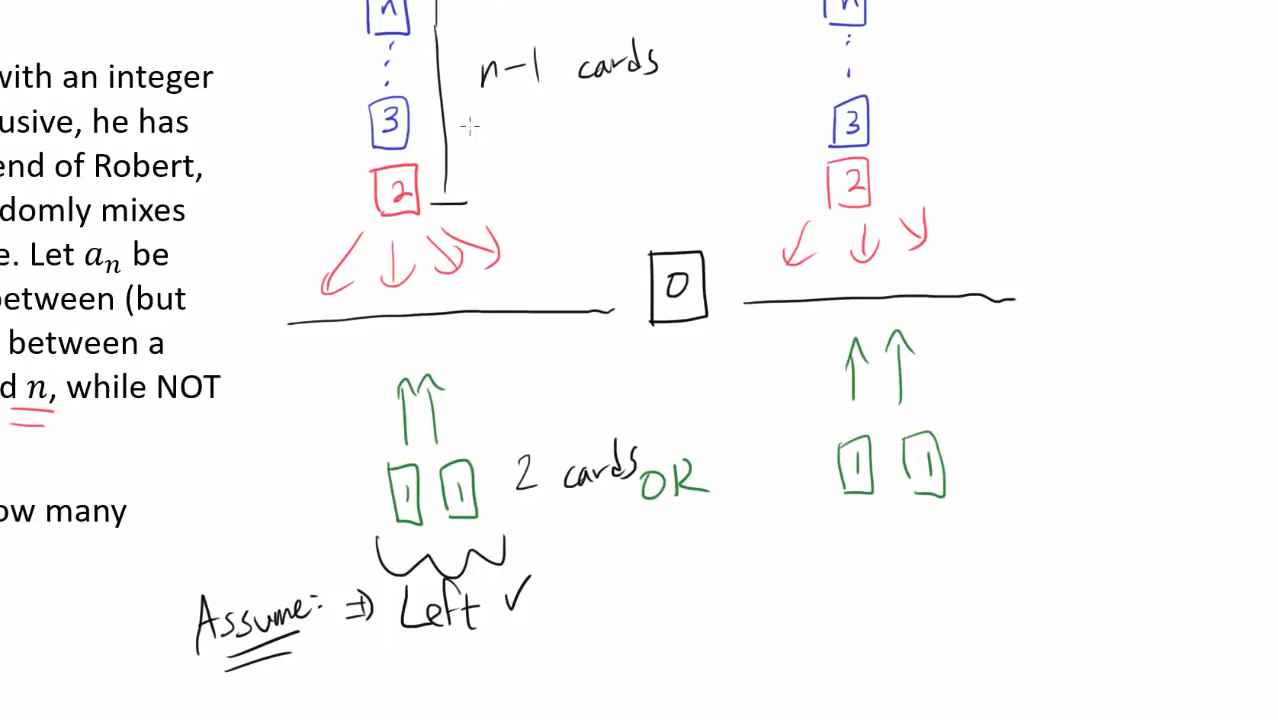 with an integer
usive, he has
end of Robert,
domly mixes
e. Let aₙ be
between (but
between a
d n, while NOT
ow many
n n
n-1 cards
3 3
2 2
0
1 1 2 cards OR 1 1
Assume: ⇒ Left ✓